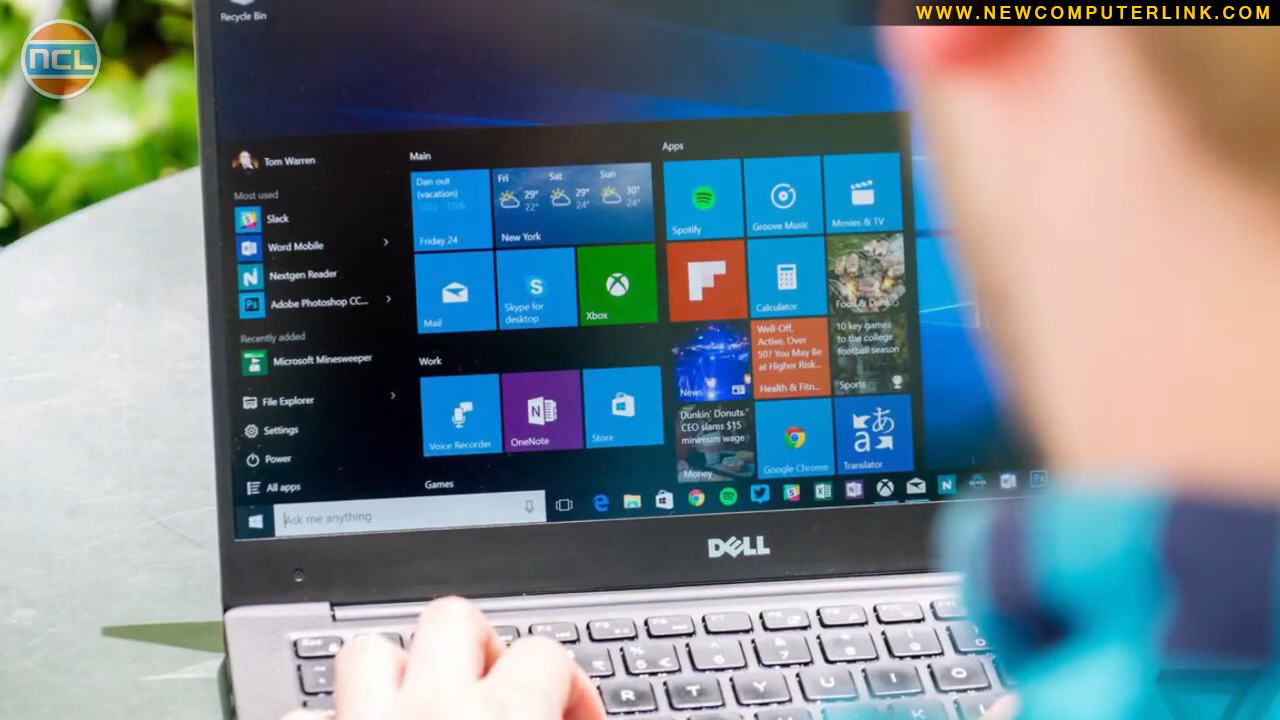 Recycle Bin
WWW.NEWCOMPUTERLINK.COM
NCL
Tom Warren
Most used
Slack
Word Mobile
Nextgen Reader
Adobe Photoshop CC...
Recently added
Microsoft Minesweeper
File Explorer
Settings
Power
All apps
Ask me anything
Main
Dan out
(vacation)
Friday 24
Fri
29°
22°
Sat
29°
24°
Sun
30°
24°
New York
Mail
Skype for
desktop
Xbox
Work
Voice Recorder
OneNote
Store
Games
Apps
Spotify
Groove Music
Movies & TV
Calculator
Food & Drink
News
Well-Off,
Active, Over
50? You May Be
at Higher Risk...
Health & Fitn...
10 key games
to the college
football season
Sports
Dunkin' Donuts'
CEO slams $15
minimum wage
Money
Google Chrome
Translator
DELL
R T Y U I O